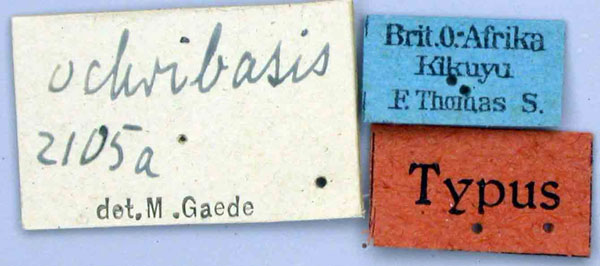 ochribasis
2105a
det. M. Gaede
Brit. O.-Afrika
Kikuyu
F. Thomas S.
Typus